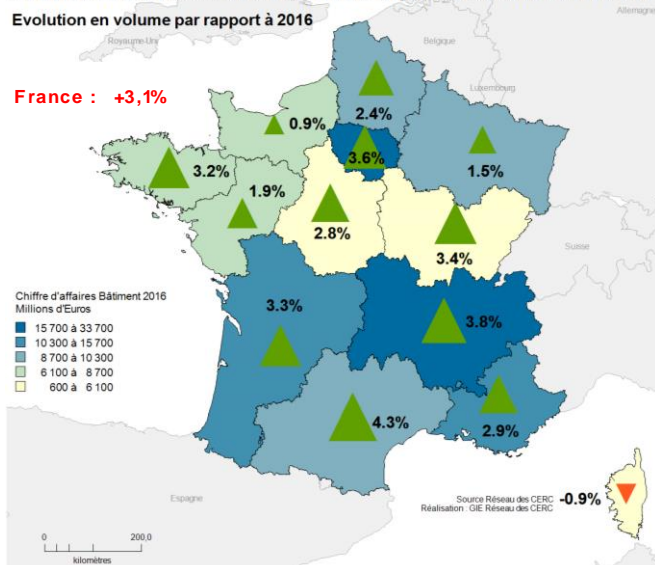 Evolution en volume par rapport à 2016
Allemagne
Royaume-Uni
Belgique
France : +3,1%
Luxembourg
2.4%
0.9%
3.6%
1.5%
3.2%
1.9%
2.8%
3.4%
Suisse
Chiffre d'affaires Bâtiment 2016
Millions d'Euros
15 700 à 33 700
10 300 à 15 700
8 700 à 10 300
6 100 à 8 700
600 à 6 100
3.3%
3.8%
4.3%
2.9%
Espagne
Source Réseau des CERC
Réalisation : GIE Réseau des CERC
-0.9%
0 200,0
kilomètres